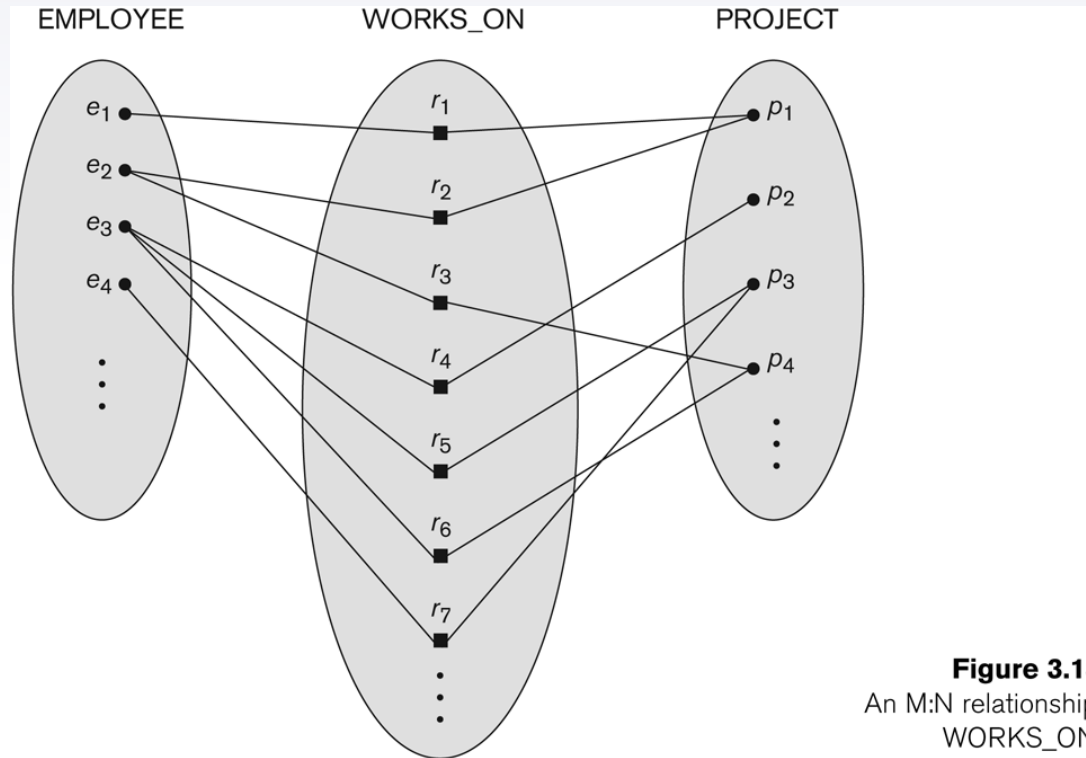 EMPLOYEE WORKS_ON PROJECT
e1
e2
e3
e4
r1
r2
r3
r4
r5
r6
r7
p1
p2
p3
p4
Figure 3.1
An M:N relationship
WORKS_ON